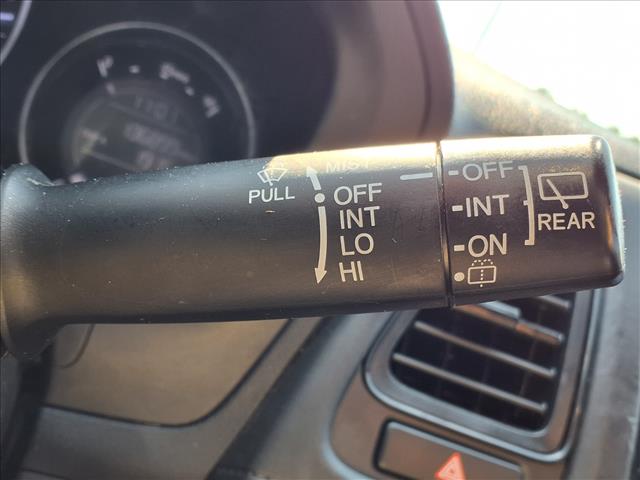 MIST
PULL
OFF
INT
LO
HI
-OFF
-INT
-ON
REAR